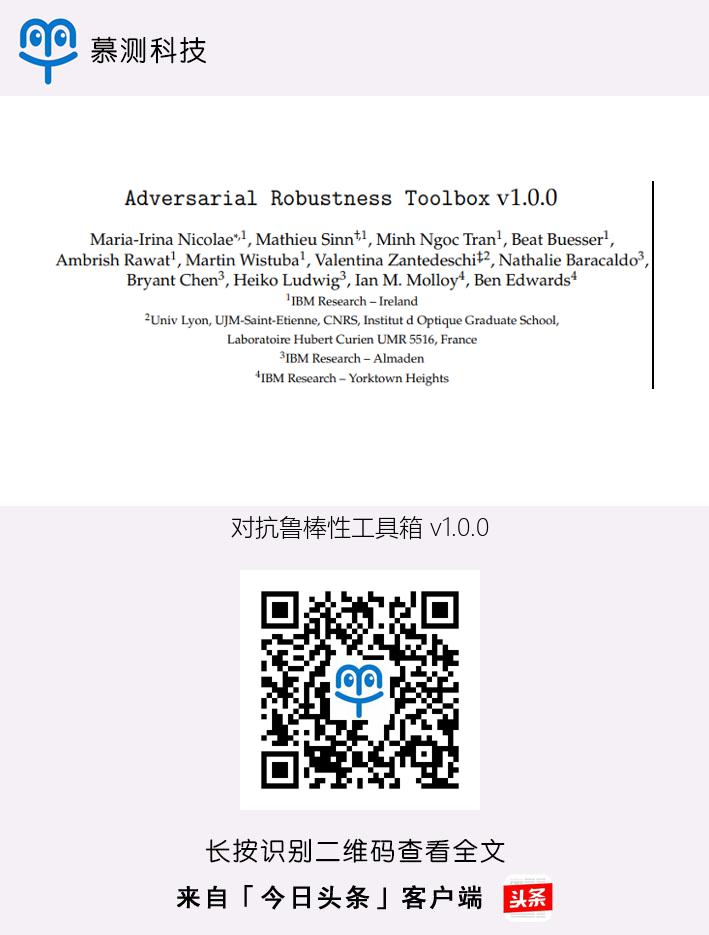 慕测科技
Adversarial Robustness Toolbox v1.0.0
Maria-Irina Nicolae*,1, Mathieu Sinn†,1, Minh Ngoc Tran1, Beat Buesser1,
Ambrish Rawat1, Martin Wistuba1, Valentina Zantedeschi‡2, Nathalie Baracaldo3,
Bryant Chen3, Heiko Ludwig3, Ian M. Molloy4, Ben Edwards4
1IBM Research – Ireland
2Univ Lyon, UJM-Saint-Etienne, CNRS, Institut d Optique Graduate School,
Laboratoire Hubert Curien UMR 5516, France
3IBM Research – Almaden
4IBM Research – Yorktown Heights
对抗鲁棒性工具箱 v1.0.0
长按识别二维码查看全文
来自「今日头条」客户端 头条